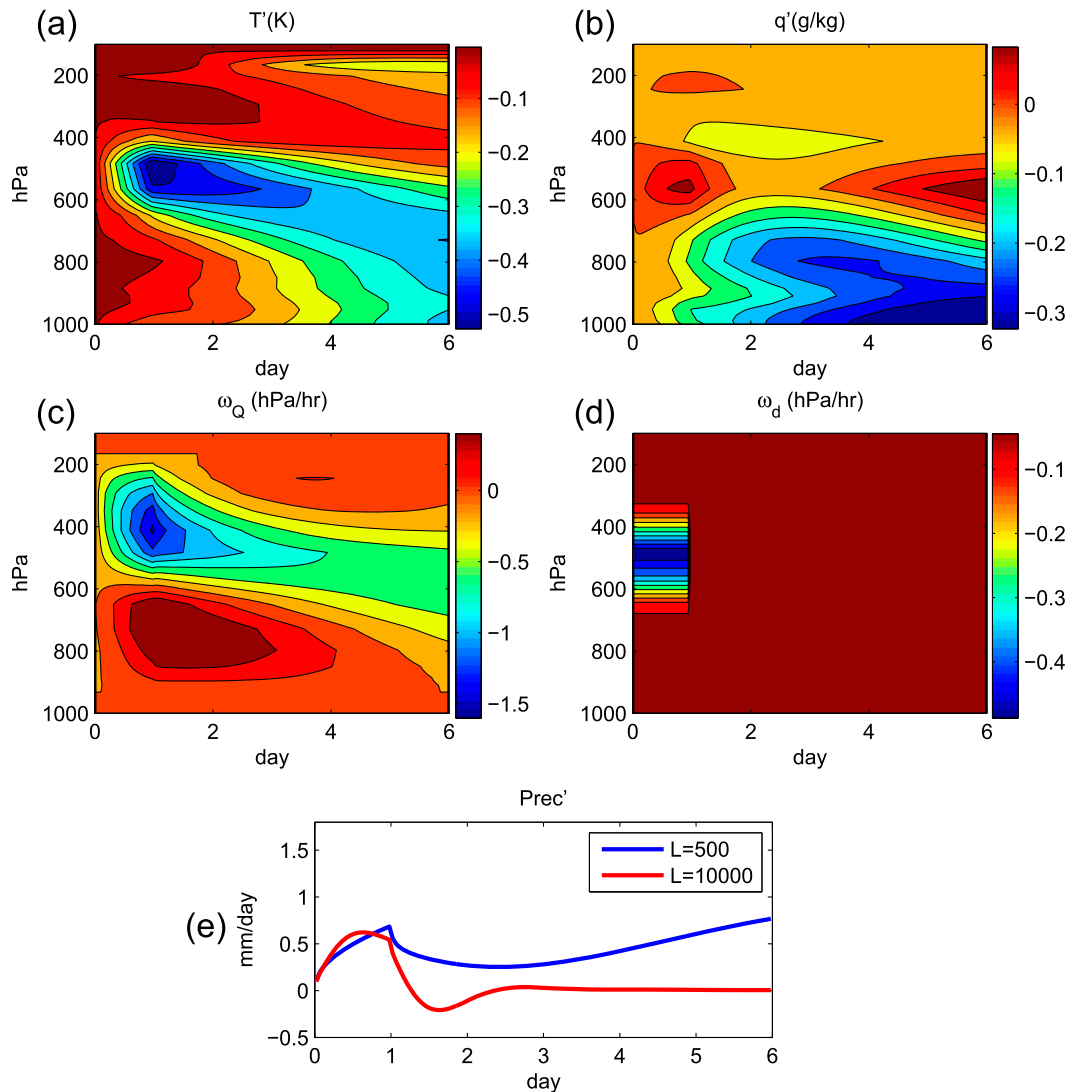 (a) T'(K)
200
400
600
800
1000
hPa
0 2 4 6
day
−0.1
−0.2
−0.3
−0.4
−0.5
(b) q'(g/kg)
200
400
600
800
1000
hPa
0 2 4 6
day
0
−0.1
−0.2
−0.3
(c) ω_Q (hPa/hr)
200
400
600
800
1000
hPa
0 2 4 6
day
0
−0.5
−1
−1.5
(d) ω_d (hPa/hr)
200
400
600
800
1000
hPa
0 2 4 6
day
−0.1
−0.2
−0.3
−0.4
Prec'
(e)
mm/day
1.5
1
0.5
0
−0.5
L=500
L=10000
0 1 2 3 4 5 6
day